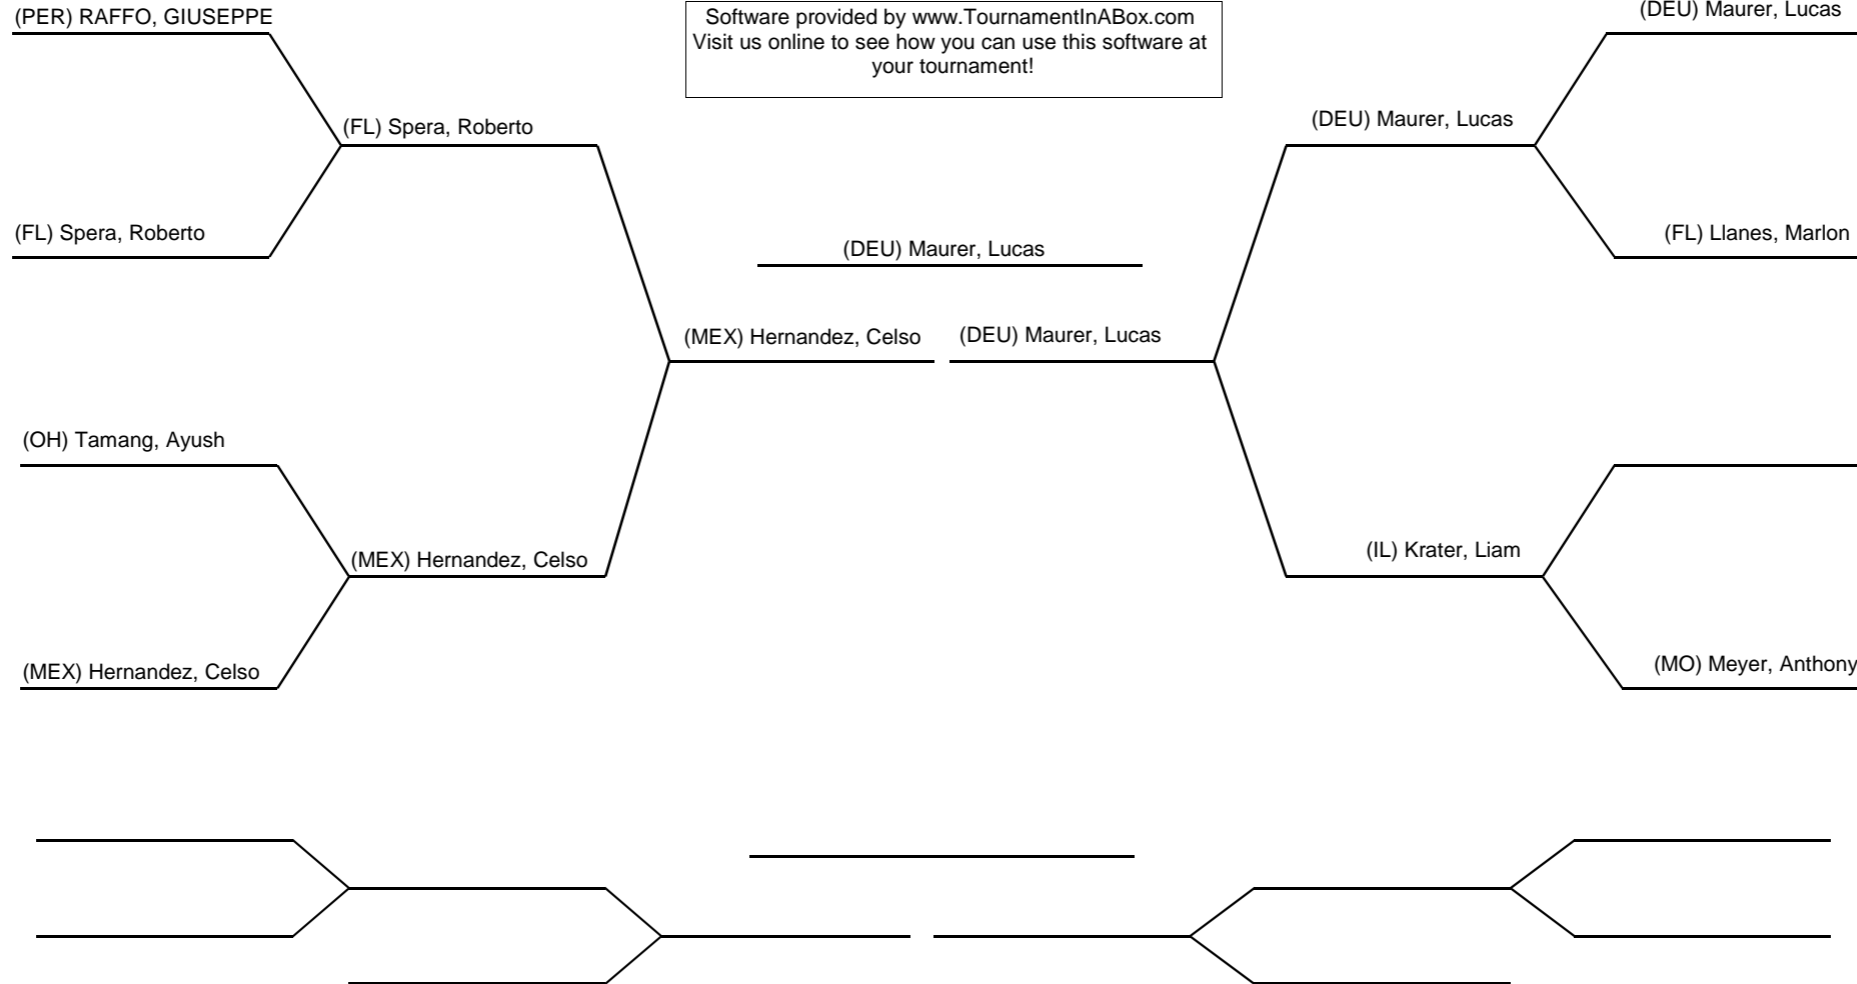 (PER) RAFFO, GIUSEPPE
Software provided by www.TournamentInABox.com
Visit us online to see how you can use this software at
your tournament!
(DEU) Maurer, Lucas
(FL) Spera, Roberto
(DEU) Maurer, Lucas
(FL) Spera, Roberto
(DEU) Maurer, Lucas
(FL) Llanes, Marlon
(MEX) Hernandez, Celso
(DEU) Maurer, Lucas
(OH) Tamang, Ayush
(MEX) Hernandez, Celso
(IL) Krater, Liam
(MEX) Hernandez, Celso
(MO) Meyer, Anthony